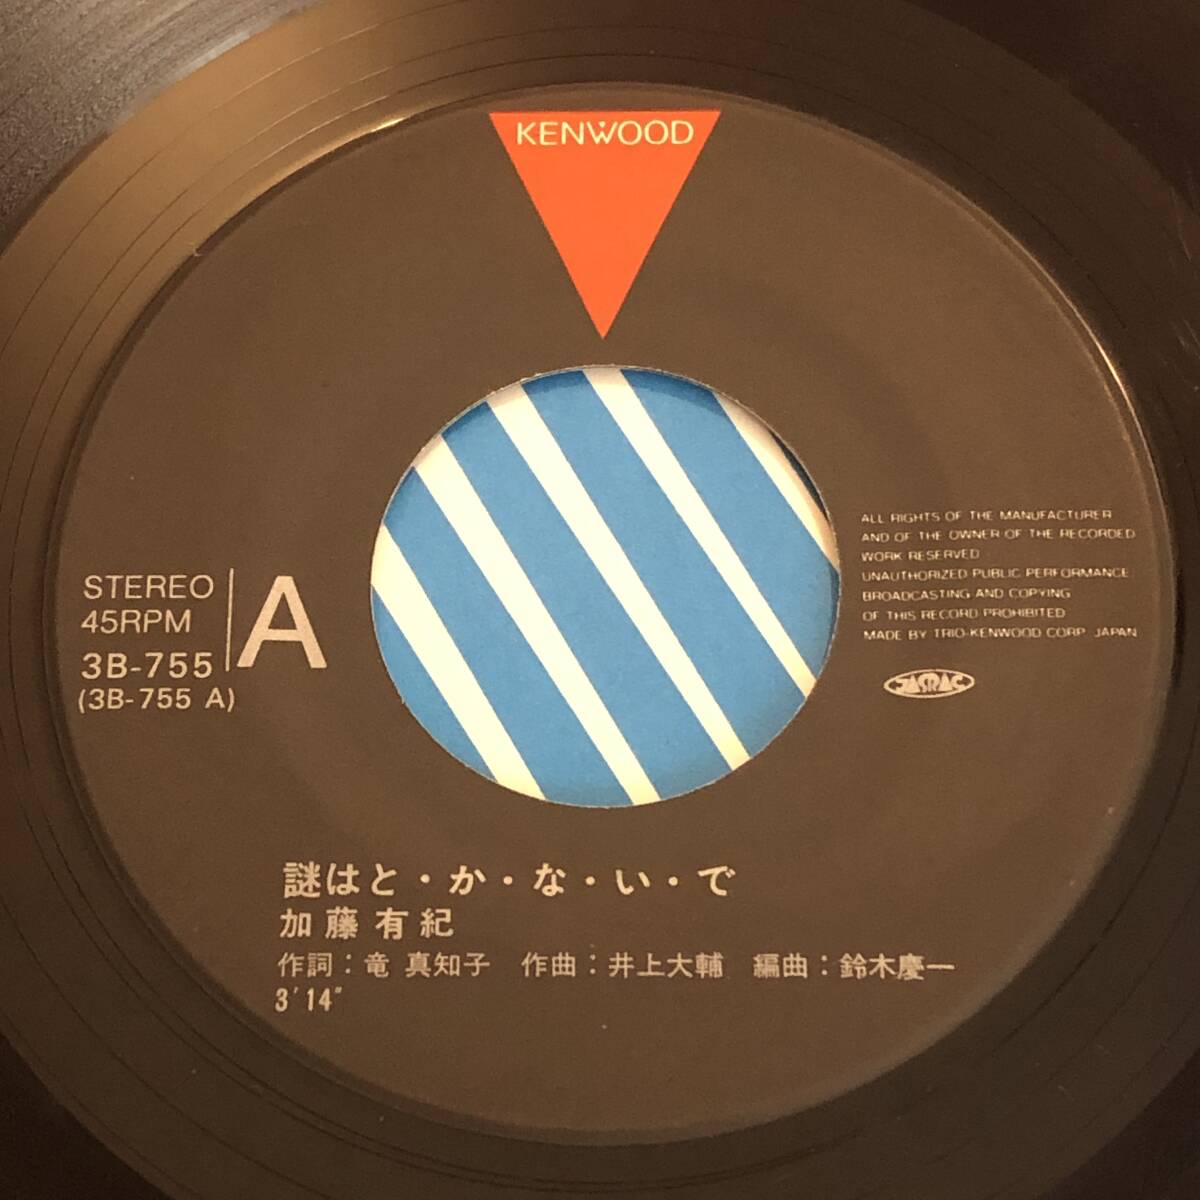 KENWOOD
STEREO
45RPM
3B-755
(3B-755 A)
A
ALL RIGHTS OF THE MANUFACTURER
AND OF THE OWNER OF THE RECORDED
WORK RESERVED
UNAUTHORIZED PUBLIC PERFORMANCE
BROADCASTING AND COPYING
OF THIS RECORD PROHIBITED
MADE BY TRIO-KENWOOD CORP. JAPAN
JASRAC
謎はと・か・な・い・で
加藤有紀
作詞：竜 真知子 作曲：井上大輔 編曲：鈴木慶一
3'14"